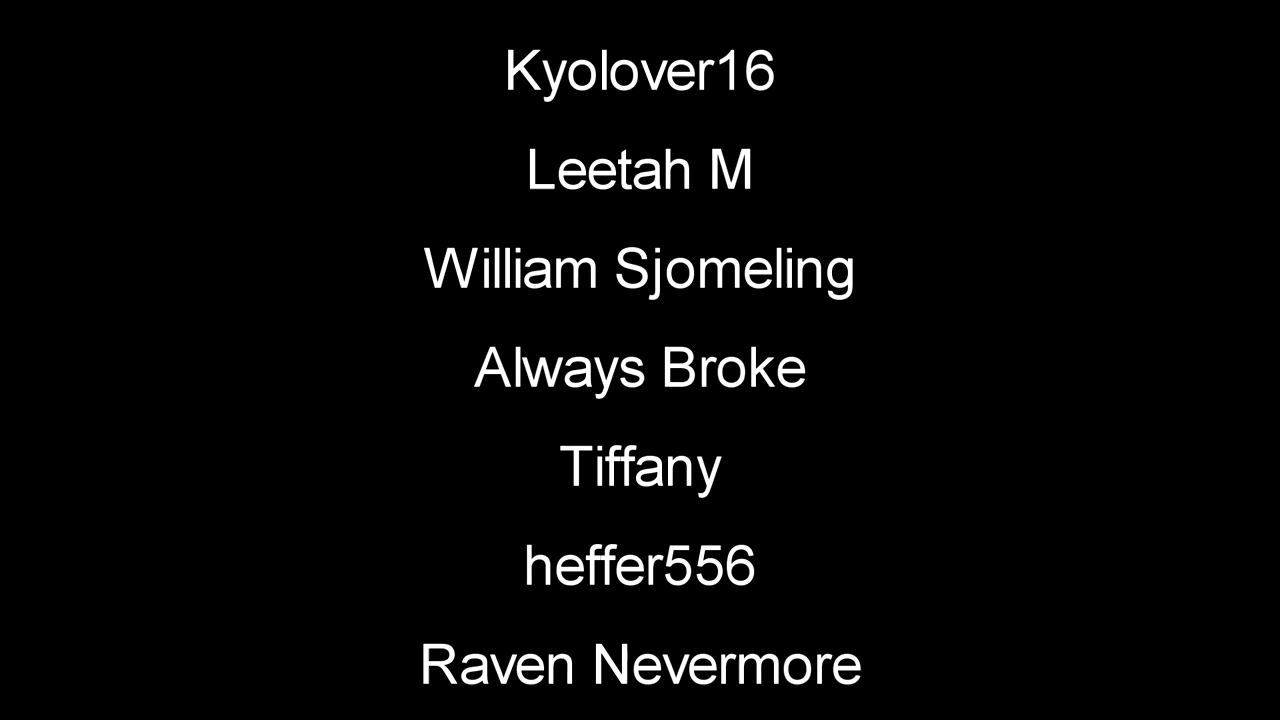 Kyolover16
Leetah M
William Sjomeling
Always Broke
Tiffany
heffer556
Raven Nevermore